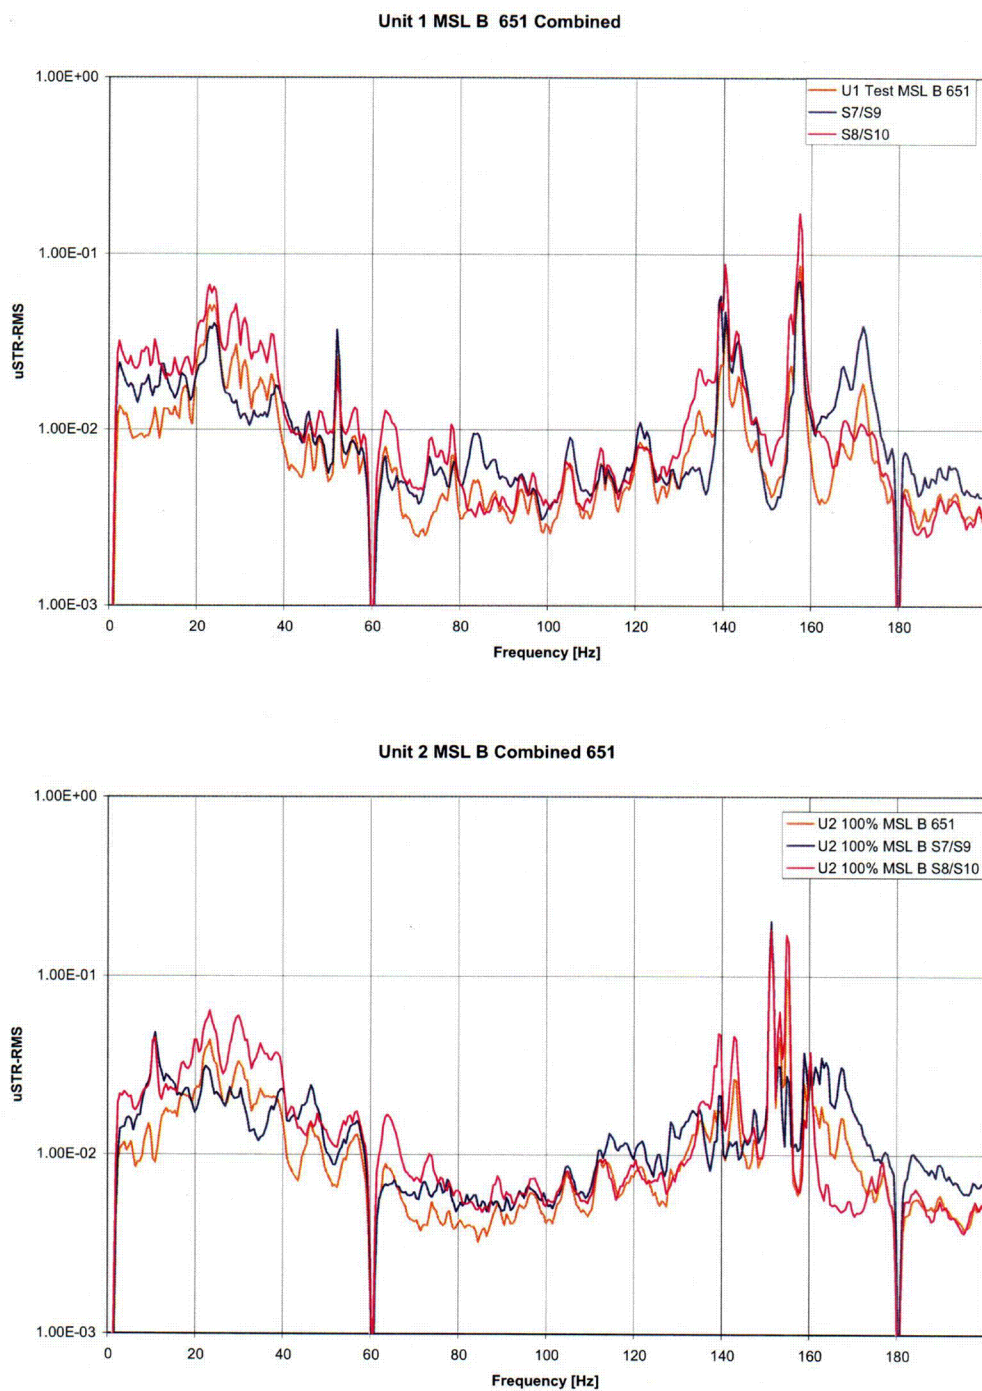 Unit 1 MSL B 651 Combined
1.00E+00
U1 Test MSL B 651
S7/S9
S8/S10
1.00E-01
uSTR-RMS
1.00E-02
1.00E-03
0 20 40 60 80 100 120 140 160 180
Frequency [Hz]
Unit 2 MSL B Combined 651
1.00E+00
U2 100% MSL B 651
U2 100% MSL B S7/S9
U2 100% MSL B S8/S10
1.00E-01
uSTR-RMS
1.00E-02
1.00E-03
0 20 40 60 80 100 120 140 160 180
Frequency [Hz]